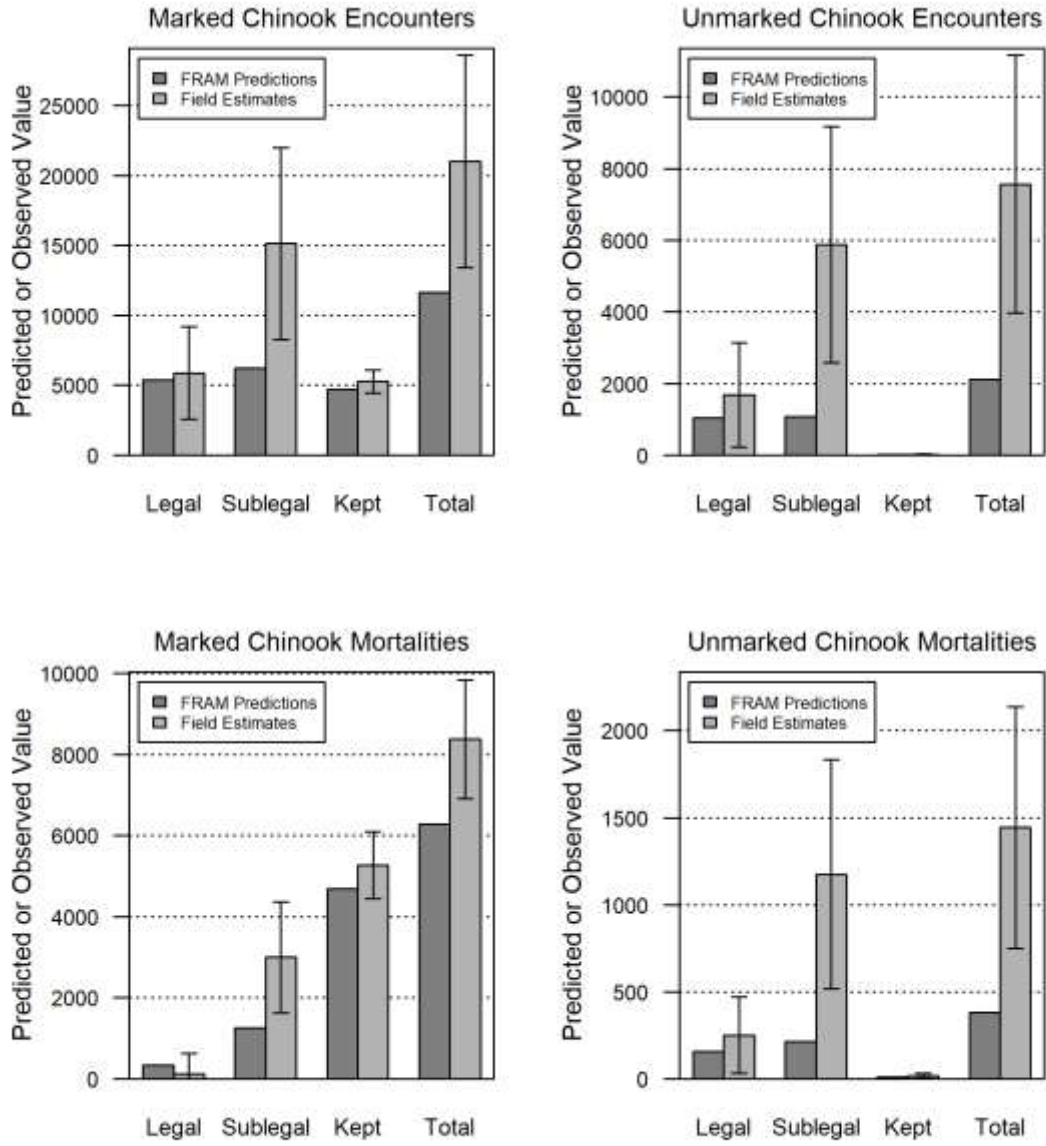 Marked Chinook Encounters
Predicted or Observed Value
FRAM Predictions
Field Estimates
25000
20000
15000
10000
5000
0
Legal Sublegal Kept Total
Unmarked Chinook Encounters
Predicted or Observed Value
FRAM Predictions
Field Estimates
10000
8000
6000
4000
2000
0
Legal Sublegal Kept Total
Marked Chinook Mortalities
Predicted or Observed Value
FRAM Predictions
Field Estimates
10000
8000
6000
4000
2000
0
Legal Sublegal Kept Total
Unmarked Chinook Mortalities
Predicted or Observed Value
FRAM Predictions
Field Estimates
2000
1500
1000
500
0
Legal Sublegal Kept Total